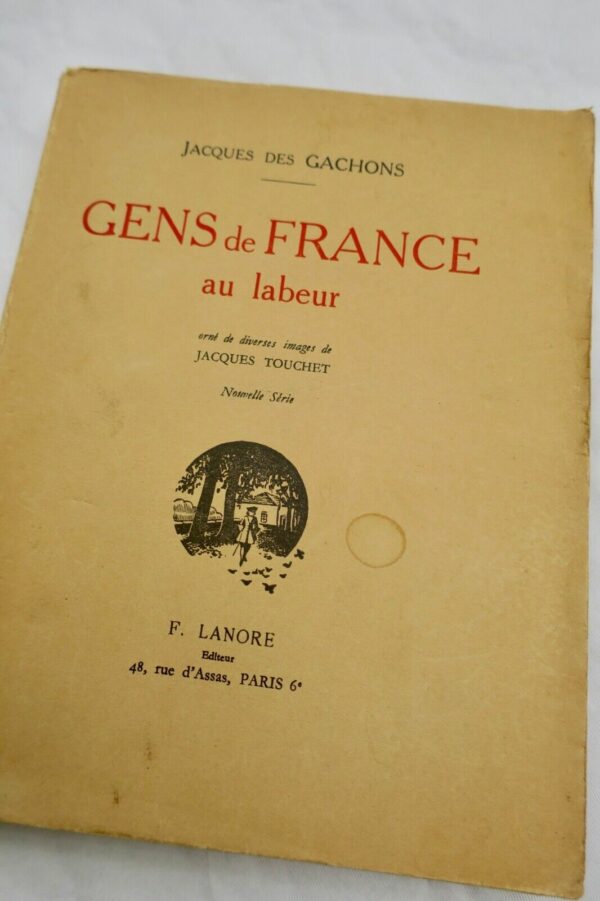 JACQUES DES GACHONS
GENS de FRANCE
au labeur
orné de diverses images de
JACQUES TOUCHET
Nouvelle Série
F. LANORE
Editeur
48, rue d'Assas, PARIS 6e